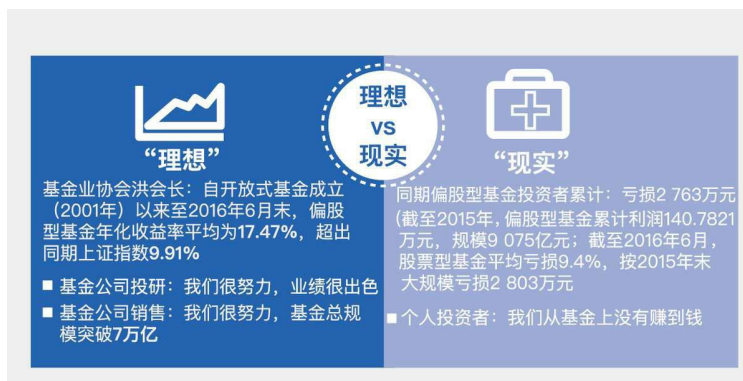 理想
vs
现实
“理想”
基金业协会洪会长：自开放式基金成立
（2001年）以来至2016年6月末，偏股
型基金年化收益率平均为17.47%，超出
同期上证指数9.91%
■ 基金公司投研：我们很努力，业绩很出色
■ 基金公司销售：我们很努力，基金总规
模突破7万亿
“现实”
同期偏股型基金投资者累计：亏损2 763万元
(截至2015年，偏股型基金累计利润140.7821
万元，规模9 075亿元；截至2016年6月，
股票型基金平均亏损9.4%，按2015年末
大规模亏损2 803万元
■ 个人投资者：我们从基金上没有赚到钱